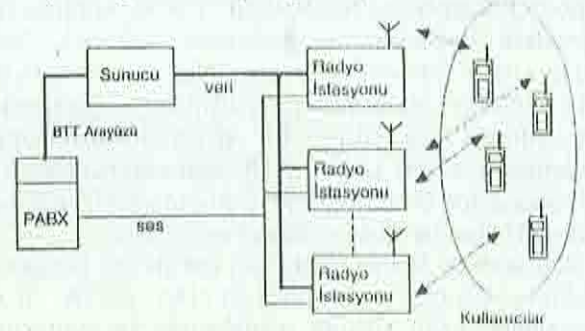 Sunucu
veri
Radyo
İstasyonu
BTT Arayüzü
PABX
ses
Radyo
İstasyonu
Radyo
İstasyonu
Kullanıcılar